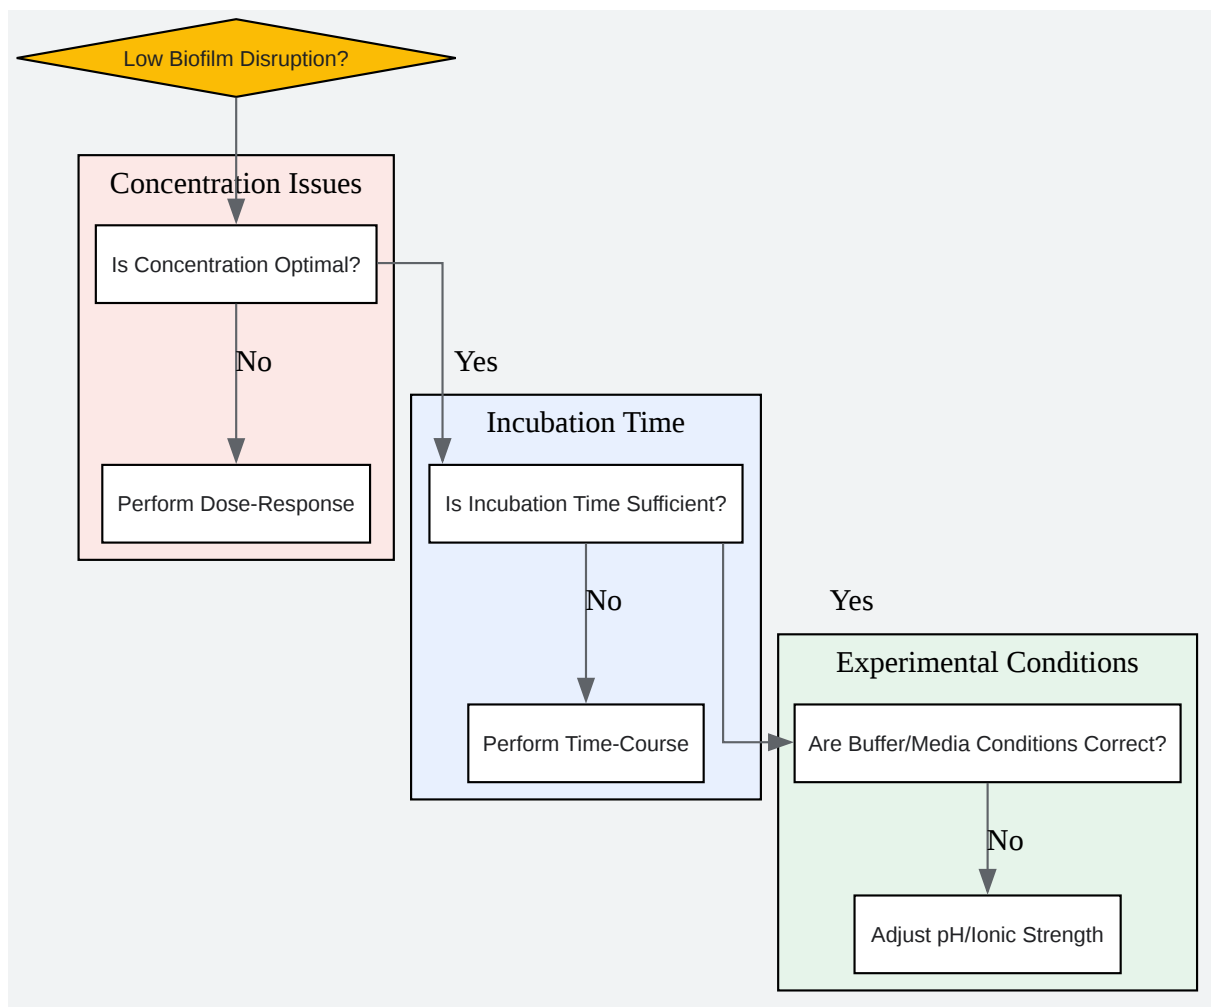 Low Biofilm Disruption?
Concentration Issues
Is Concentration Optimal?
No
Yes
Perform Dose-Response
Incubation Time
Is Incubation Time Sufficient?
No
Yes
Perform Time-Course
Experimental Conditions
Are Buffer/Media Conditions Correct?
No
Adjust pH/Ionic Strength